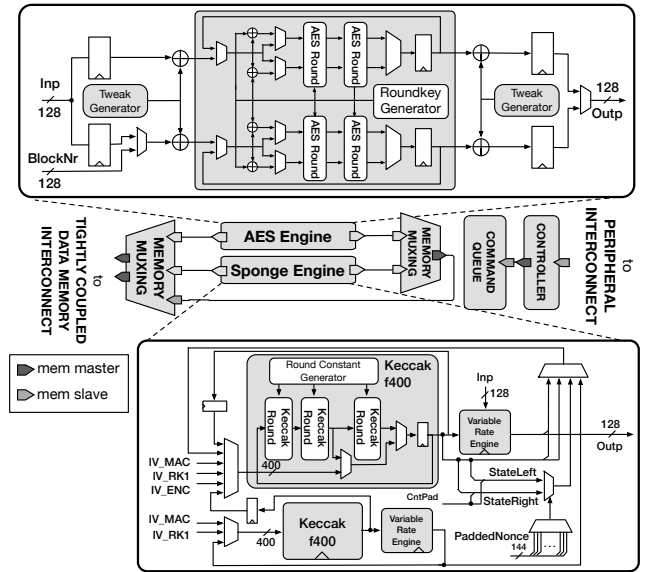 Inp
128
BlockNr
128
Tweak
Generator
AES Round
AES Round
AES Round
AES Round
Roundkey
Generator
Tweak
Generator
128
Outp
to
TIGHTLY COUPLED
DATA MEMORY
INTERCONNECT
MEMORY
MUXING
AES Engine
Sponge Engine
MEMORY
MUXING
COMMAND
QUEUE
CONTROLLER
to
PERIPHERAL
INTERCONNECT
mem master
mem slave
Round Constant
Generator
Keccak
f400
Keccak
Round
Keccak
Round
Keccak
Round
400
IV_MAC
IV_RK1
IV_ENC
Inp
128
Variable
Rate
Engine
128
Outp
StateLeft
StateRight
CntPad
IV_MAC
IV_RK1
400
Keccak
f400
Variable
Rate
Engine
PaddedNonce
144
...